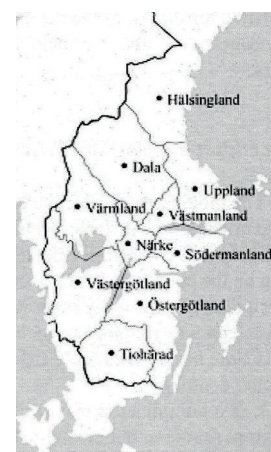 Hälsingland
Dala
Uppland
Värmland
Västmanland
Närke
Södermanland
Västergötland
Östergötland
Tiohärad